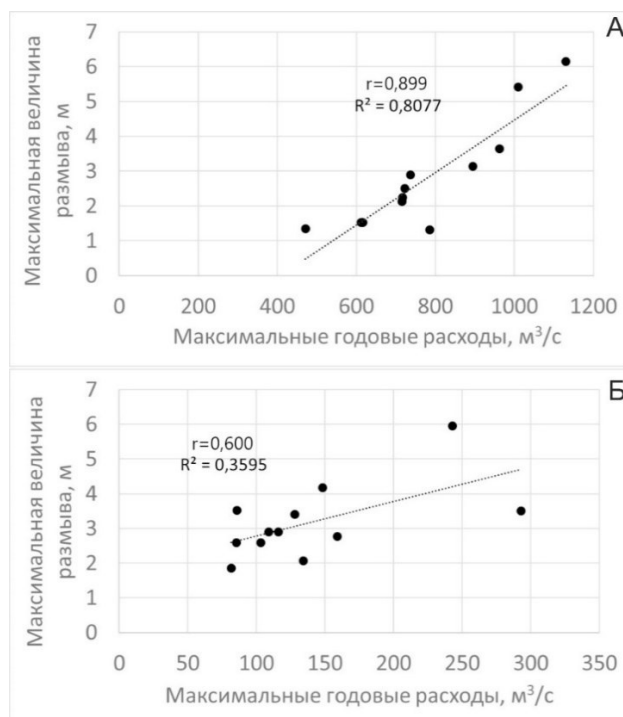 А
7
6
5
4
3
2
1
0
r=0,899
R² = 0,8077
Максимальная величина
размыва, м
0 200 400 600 800 1000 1200
Максимальные годовые расходы, м³/с
Б
7
6
5
4
3
2
1
0
r=0,600
R² = 0,3595
Максимальная величина
размыва, м
0 50 100 150 200 250 300 350
Максимальные годовые расходы, м³/с